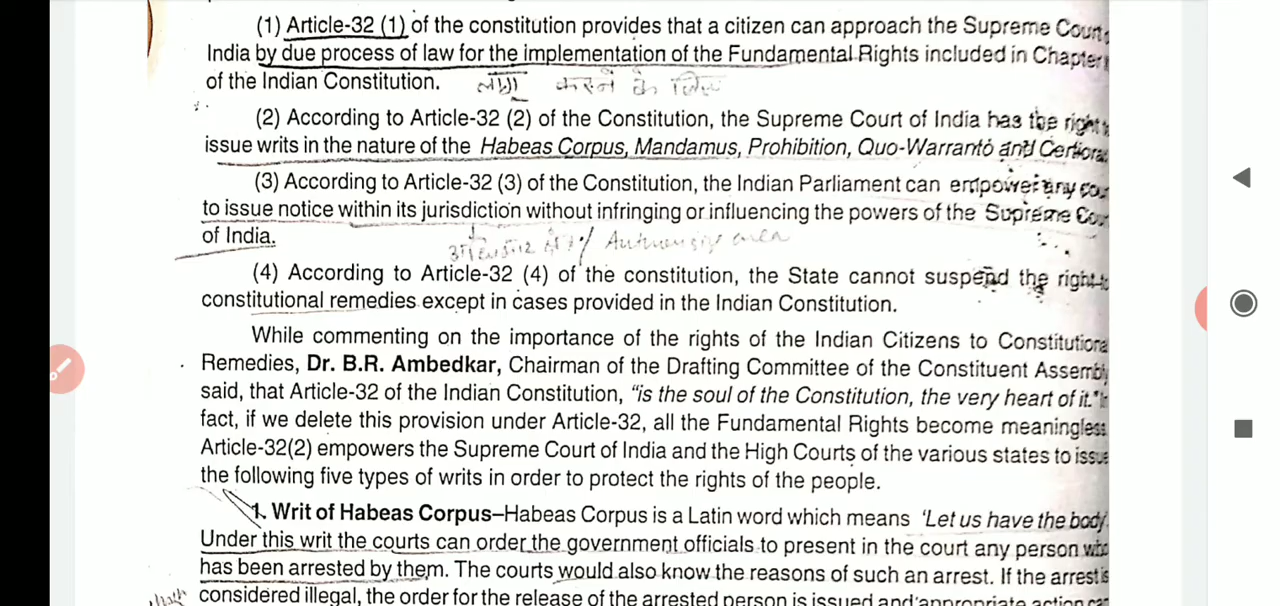 (1) Article-32 (1) of the constitution provides that a citizen can approach the Supreme Court
India by due process of law for the implementation of the Fundamental Rights included in Chapter
of the Indian Constitution. लागू करने के लिए
(2) According to Article-32 (2) of the Constitution, the Supreme Court of India has the right to
issue writs in the nature of the Habeas Corpus, Mandamus, Prohibition, Quo-Warranto and Certiora
(3) According to Article-32 (3) of the Constitution, the Indian Parliament can empower any cou
to issue notice within its jurisdiction without infringing or influencing the powers of the Supreme Cou
of India.
(4) According to Article-32 (4) of the constitution, the State cannot suspend the right to
constitutional remedies except in cases provided in the Indian Constitution.
While commenting on the importance of the rights of the Indian Citizens to Constitutiona
Remedies, Dr. B.R. Ambedkar, Chairman of the Drafting Committee of the Constituent Assembly
said, that Article-32 of the Indian Constitution, "is the soul of the Constitution, the very heart of it." In
fact, if we delete this provision under Article-32, all the Fundamental Rights become meaningless.
Article-32(2) empowers the Supreme Court of India and the High Courts of the various states to issue
the following five types of writs in order to protect the rights of the people.
1. Writ of Habeas Corpus–Habeas Corpus is a Latin word which means 'Let us have the body.
Under this writ the courts can order the government officials to present in the court any person who
has been arrested by them. The courts would also know the reasons of such an arrest. If the arrest is
considered illegal, the order for the release of the arrested person is issued and appropriate action can